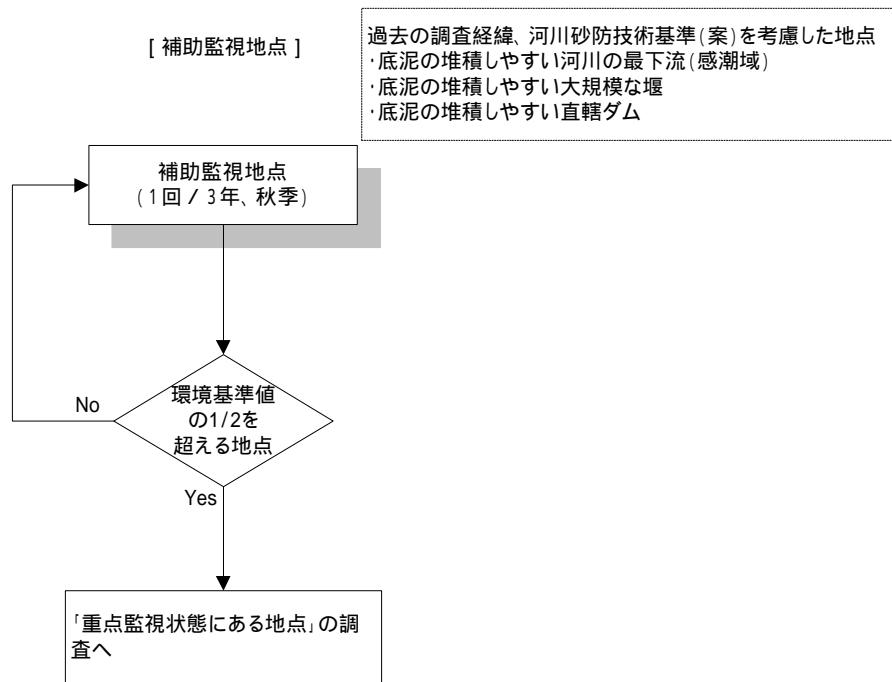 [ 補助監視地点 ]
過去の調査経緯、河川砂防技術基準(案)を考慮した地点
・底泥の堆積しやすい河川の最下流(感潮域)
・底泥の堆積しやすい大規模な堰
・底泥の堆積しやすい直轄ダム
補助監視地点
(1回/3年、秋季)
環境基準値
の1/2を
超える地点
No
Yes
「重点監視状態にある地点」の調
査へ